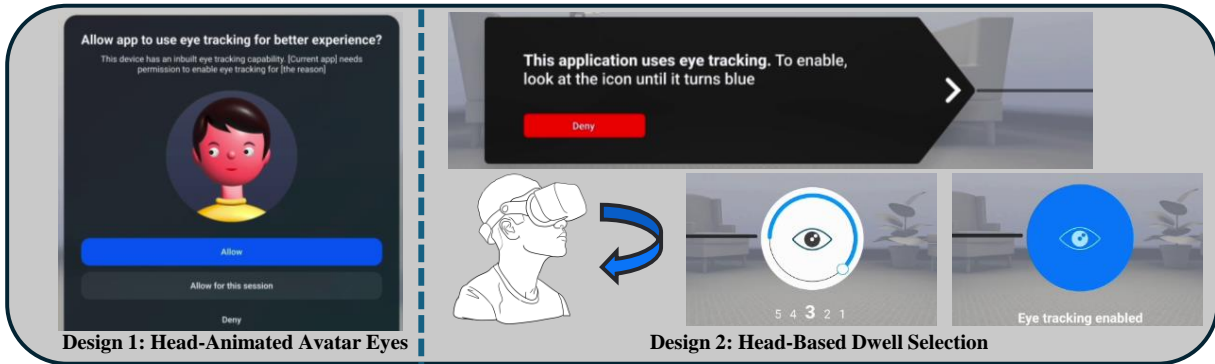 Allow app to use eye tracking for better experience?
This device has an inbuilt eye tracking capability. [Current app] needs
permission to enable eye tracking for [the reason]
Allow
Allow for this session
Deny
Design 1: Head-Animated Avatar Eyes
This application uses eye tracking. To enable,
look at the icon until it turns blue
Deny
5 4 3 2 1
Eye tracking enabled
Design 2: Head-Based Dwell Selection